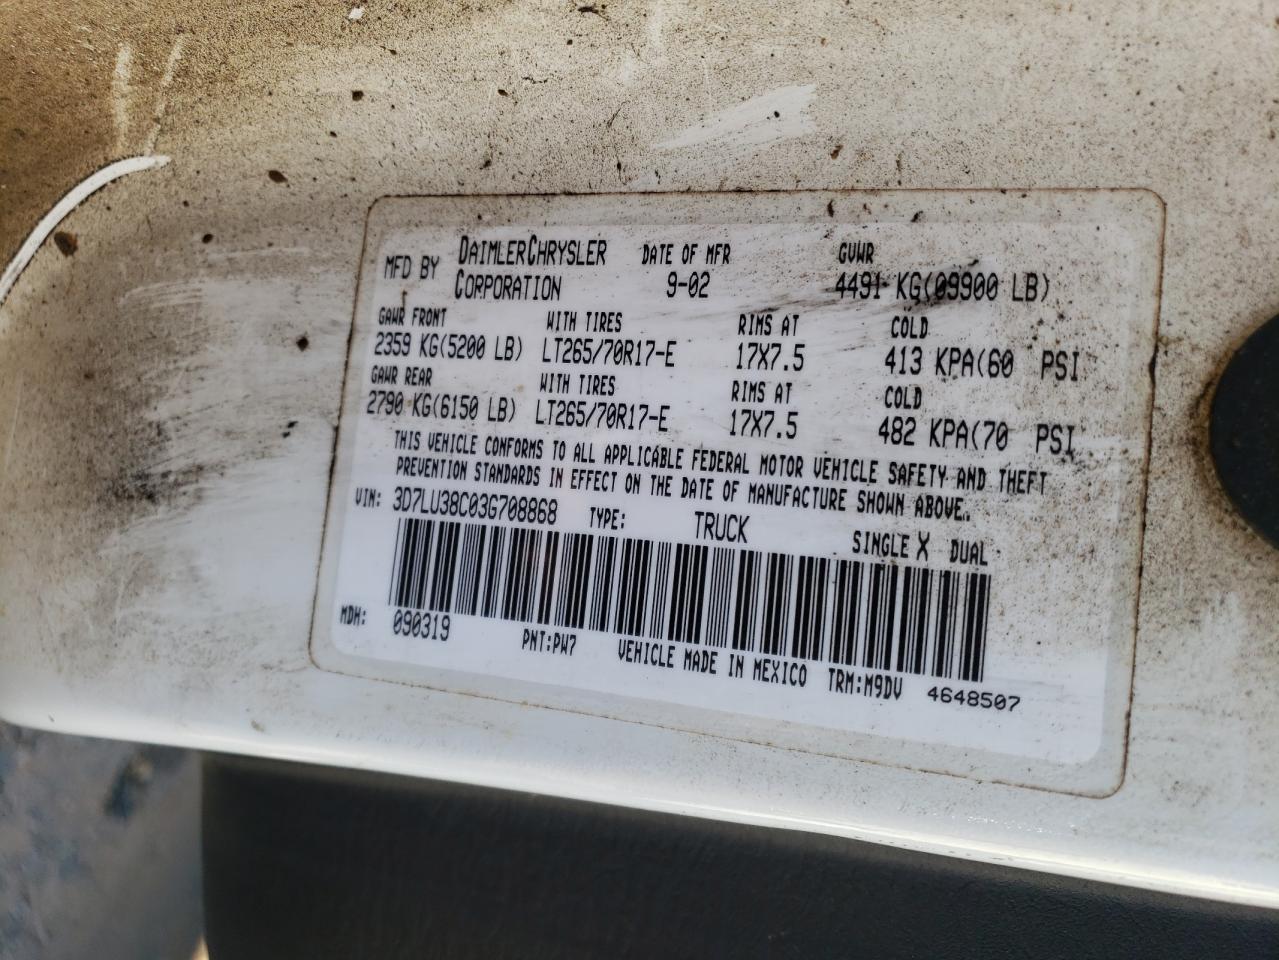 MFD BY DAIMLERCHRYSLER CORPORATION DATE OF MFR 9-02 GVWR 4491 KG(09900 LB)
GAWR FRONT WITH TIRES RIMS AT COLD
2359 KG(5200 LB) LT265/70R17-E 17X7.5 413 KPA(60 PSI
GAWR REAR WITH TIRES RIMS AT COLD
2790 KG(6150 LB) LT265/70R17-E 17X7.5 482 KPA(70 PSI
THIS VEHICLE CONFORMS TO ALL APPLICABLE FEDERAL MOTOR VEHICLE SAFETY AND THEFT
PREVENTION STANDARDS IN EFFECT ON THE DATE OF MANUFACTURE SHOWN ABOVE.
VIN: 3D7LU38C03G708868 TYPE: TRUCK SINGLE X DUAL
MDH: 090319 PNT:PW7 VEHICLE MADE IN MEXICO TRM:M9DV 4648507